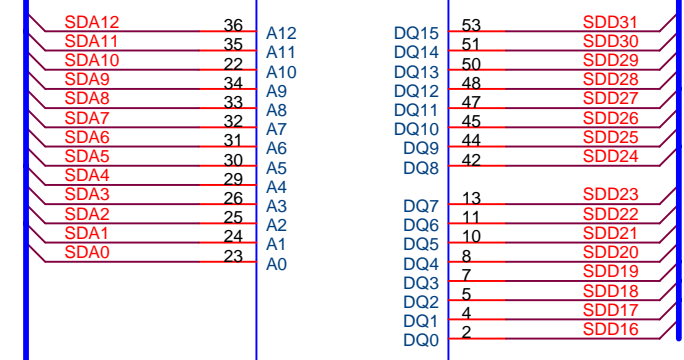 SDA12 36 A12 DQ15 53 SDD31
SDA11 35 A11 DQ14 51 SDD30
SDA10 22 A10 DQ13 50 SDD29
SDA9 34 A9 DQ12 48 SDD28
SDA8 33 A8 DQ11 47 SDD27
SDA7 32 A7 DQ10 45 SDD26
SDA6 31 A6 DQ9 44 SDD25
SDA5 30 A5 DQ8 42 SDD24
SDA4 29 A4
SDA3 26 A3 DQ7 13 SDD23
SDA2 25 A2 DQ6 11 SDD22
SDA1 24 A1 DQ5 10 SDD21
SDA0 23 A0 DQ4 8 SDD20
DQ3 7 SDD19
DQ2 5 SDD18
DQ1 4 SDD17
DQ0 2 SDD16